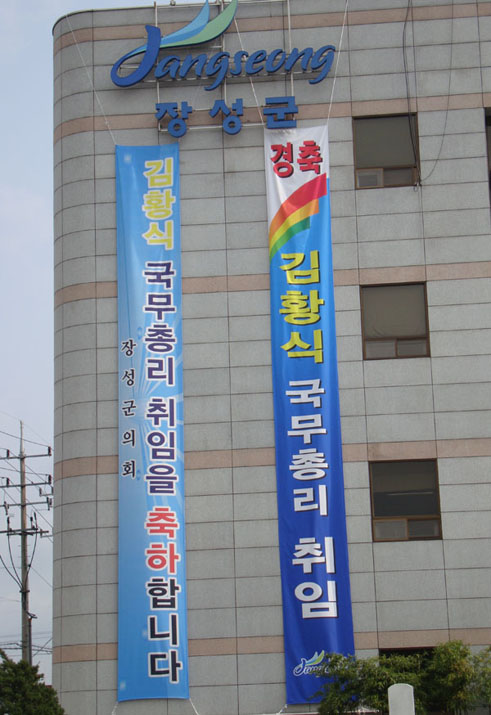 Jangseong
장성군
김황식 국무총리 취임을 축하합니다
장성군의회
경축
김황식 국무총리 취임